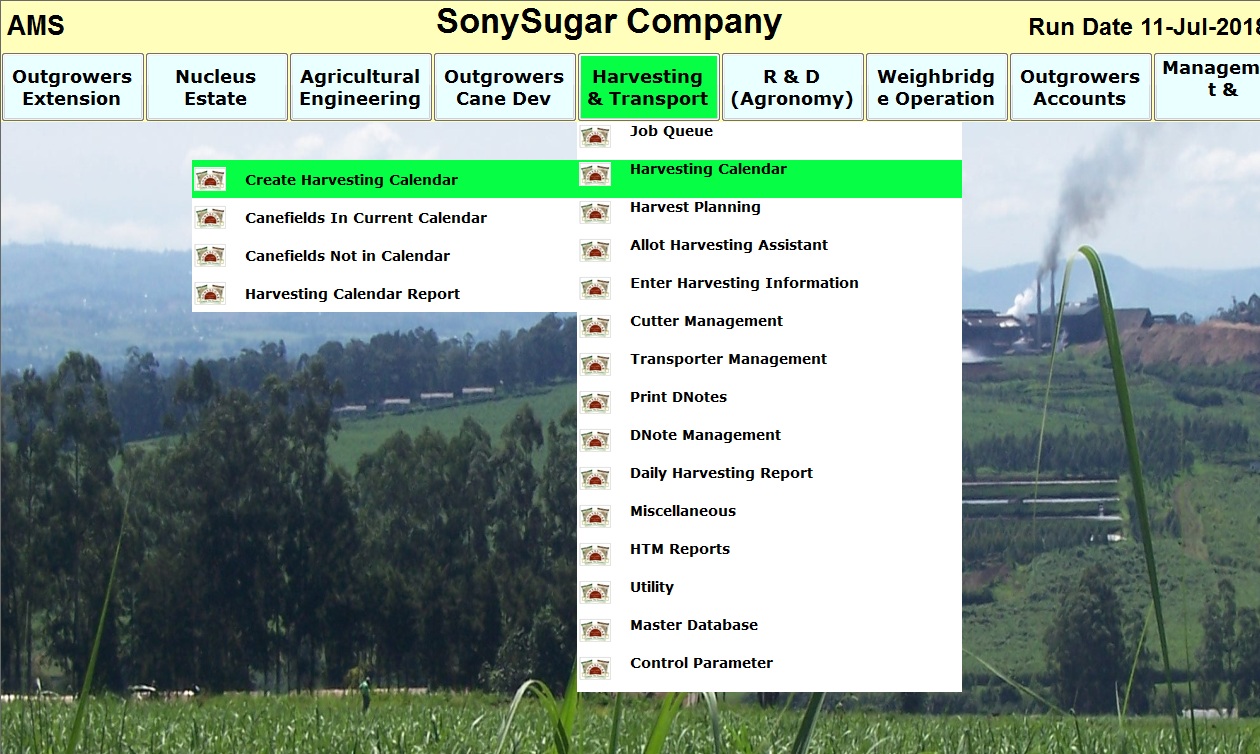 AMS
SonySugar Company
Run Date 11-Jul-2018
Outgrowers
Extension
Nucleus
Estate
Agricultural
Engineering
Outgrowers
Cane Dev
Harvesting
& Transport
R & D
(Agronomy)
Weighbridg
e Operation
Outgrowers
Accounts
Managem
t &
Job Queue
Harvesting Calendar
Harvest Planning
Allot Harvesting Assistant
Enter Harvesting Information
Cutter Management
Transporter Management
Print DNotes
DNote Management
Daily Harvesting Report
Miscellaneous
HTM Reports
Utility
Master Database
Control Parameter
Create Harvesting Calendar
Canefields In Current Calendar
Canefields Not in Calendar
Harvesting Calendar Report